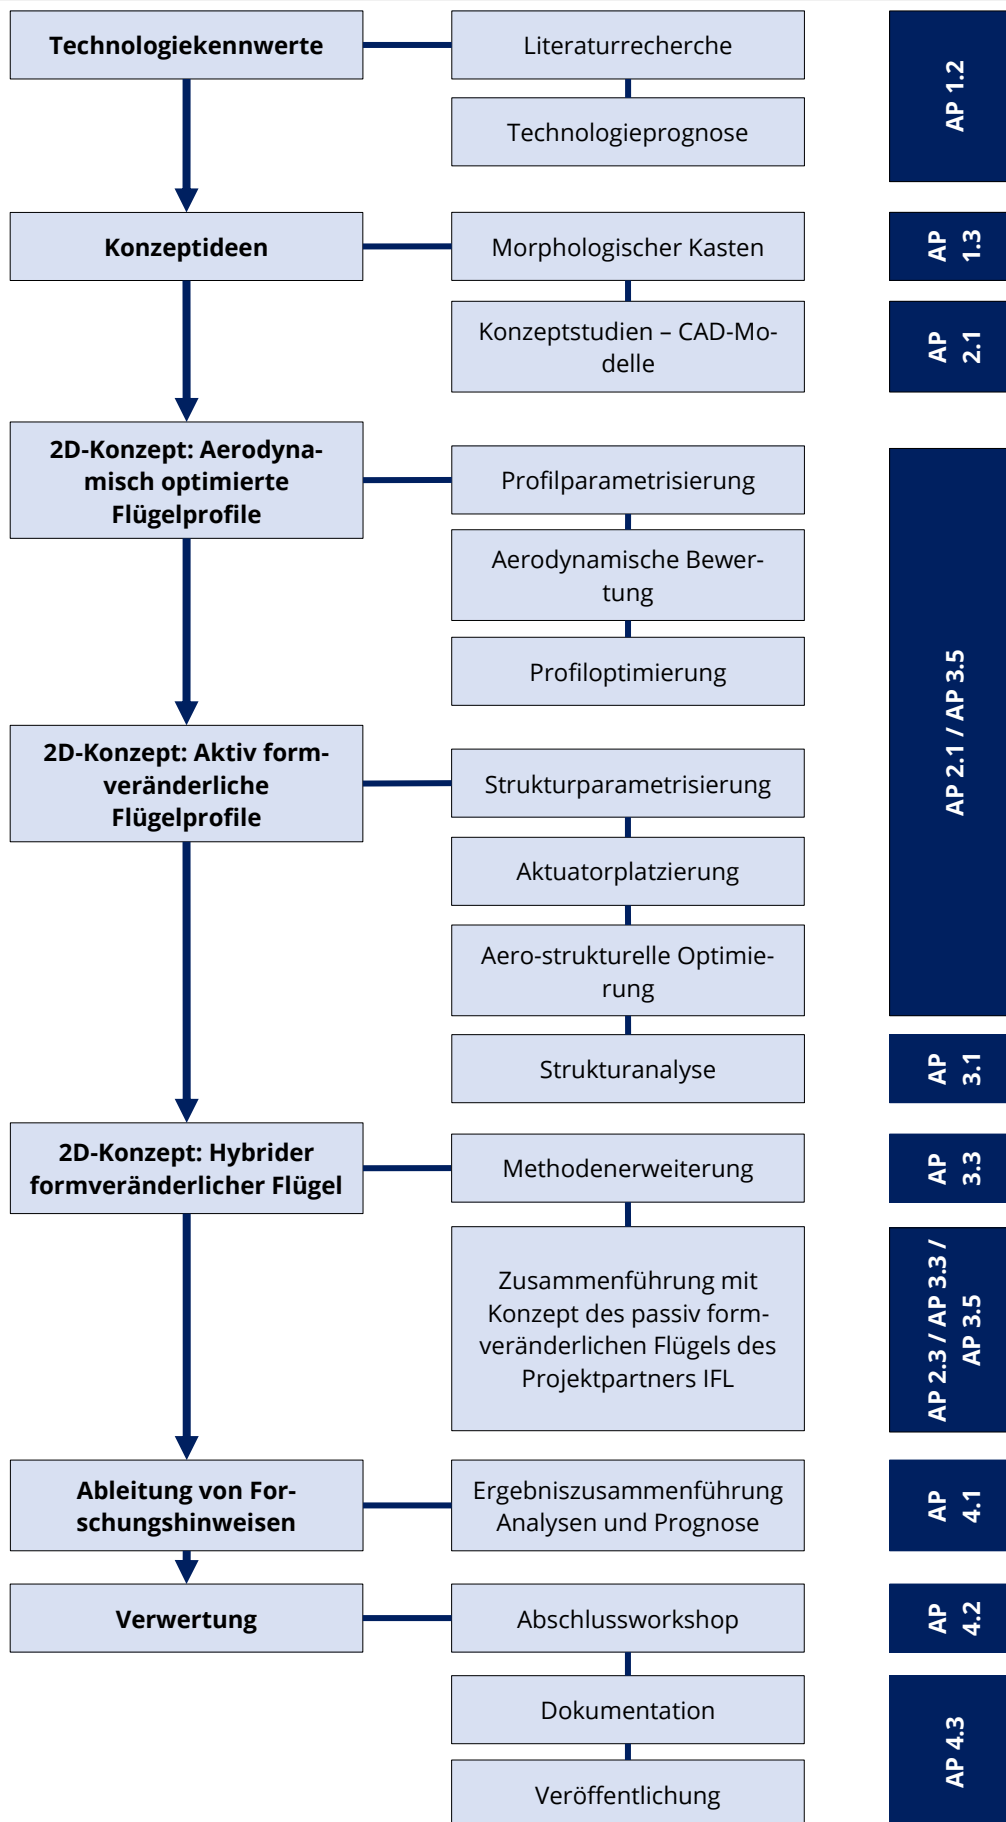 Technologiekennwerte
Literaturrecherche
AP 1.2
Technologieprognose
Konzeptideen
Morphologischer Kasten
AP
1.3
Konzeptstudien – CAD-Mo-
delle
AP
2.1
2D-Konzept: Aerodyna-
misch optimierte
Flügelprofile
Profilparametrisierung
Aerodynamische Bewer-
tung
Profiloptimierung
AP 2.1 / AP 3.5
2D-Konzept: Aktiv form-
veränderliche
Flügelprofile
Strukturparametrisierung
Aktuatorplatzierung
Aero-strukturelle Optimie-
rung
Strukturanalyse
AP
3.1
2D-Konzept: Hybrider
formveränderlicher Flügel
Methodenerweiterung
AP
3.3
Zusammenführung mit
Konzept des passiv form-
veränderlichen Flügels des
Projektpartners IFL
AP 2.3 / AP 3.3 /
AP 3.5
Ableitung von For-
schungshinweisen
Ergebniszusammenführung
Analysen und Prognose
AP
4.1
Verwertung
Abschlussworkshop
AP
4.2
Dokumentation
AP 4.3
Veröffentlichung